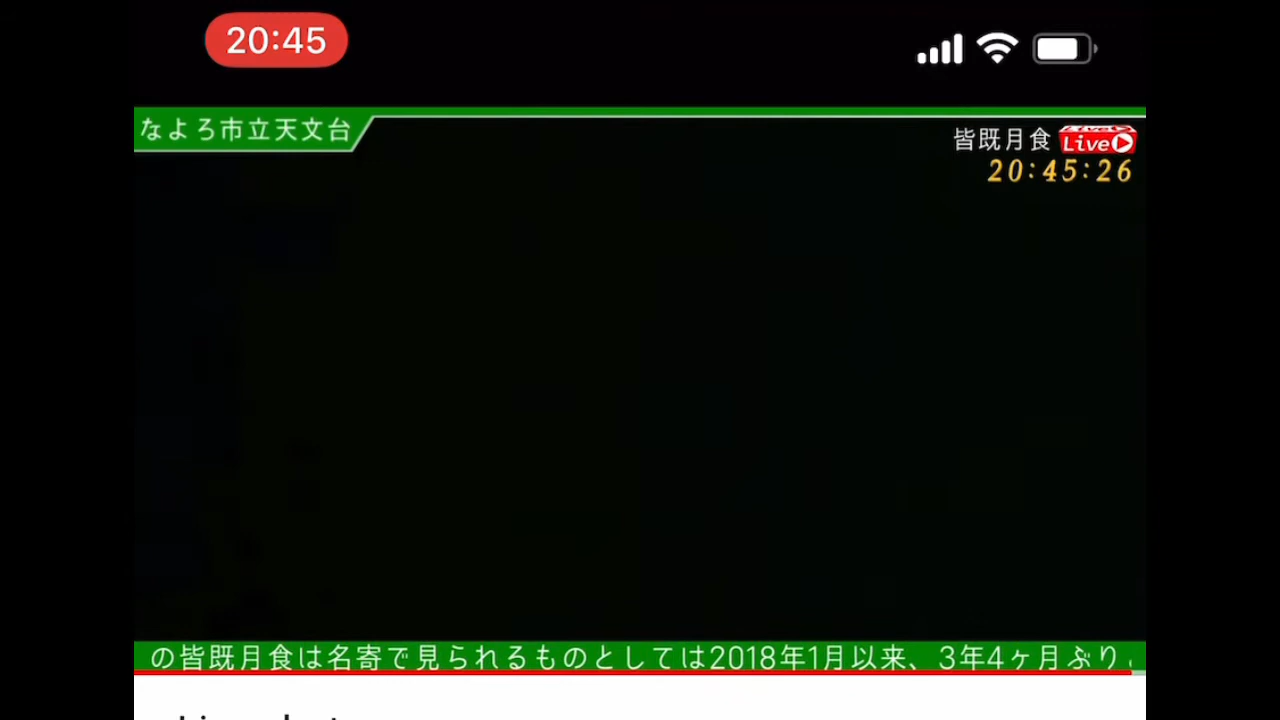 20:45
なよろ市立天文台
皆既月食 Live
20:45:26
の皆既月食は名寄で見られるものとしては2018年1月以来、3年4ヶ月ぶり